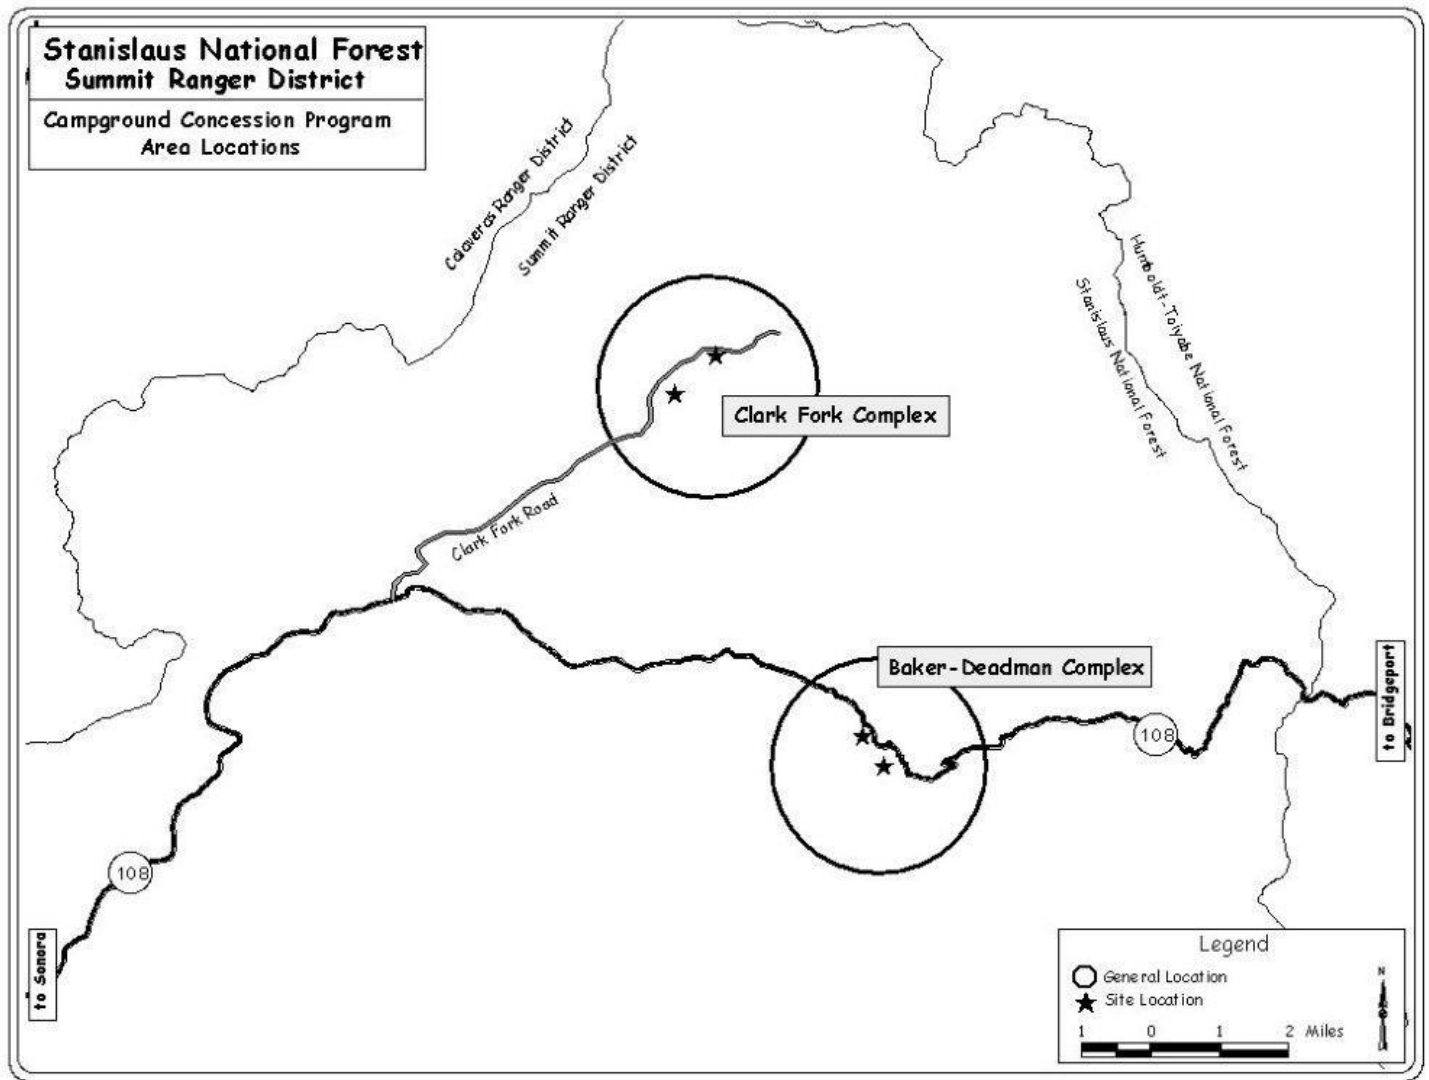 Stanislaus National Forest
Summit Ranger District
Campground Concession Program
Area Locations
Calaveras Ranger District
Summit Ranger District
Humboldt-Toiyabe National Forest
Stanislaus National Forest
Clark Fork Complex
Clark Fork Road
Baker-Deadman Complex
to Bridgeport
108
108
to Sonora
Legend
General Location
Site Location
N
1 0 1 2 Miles